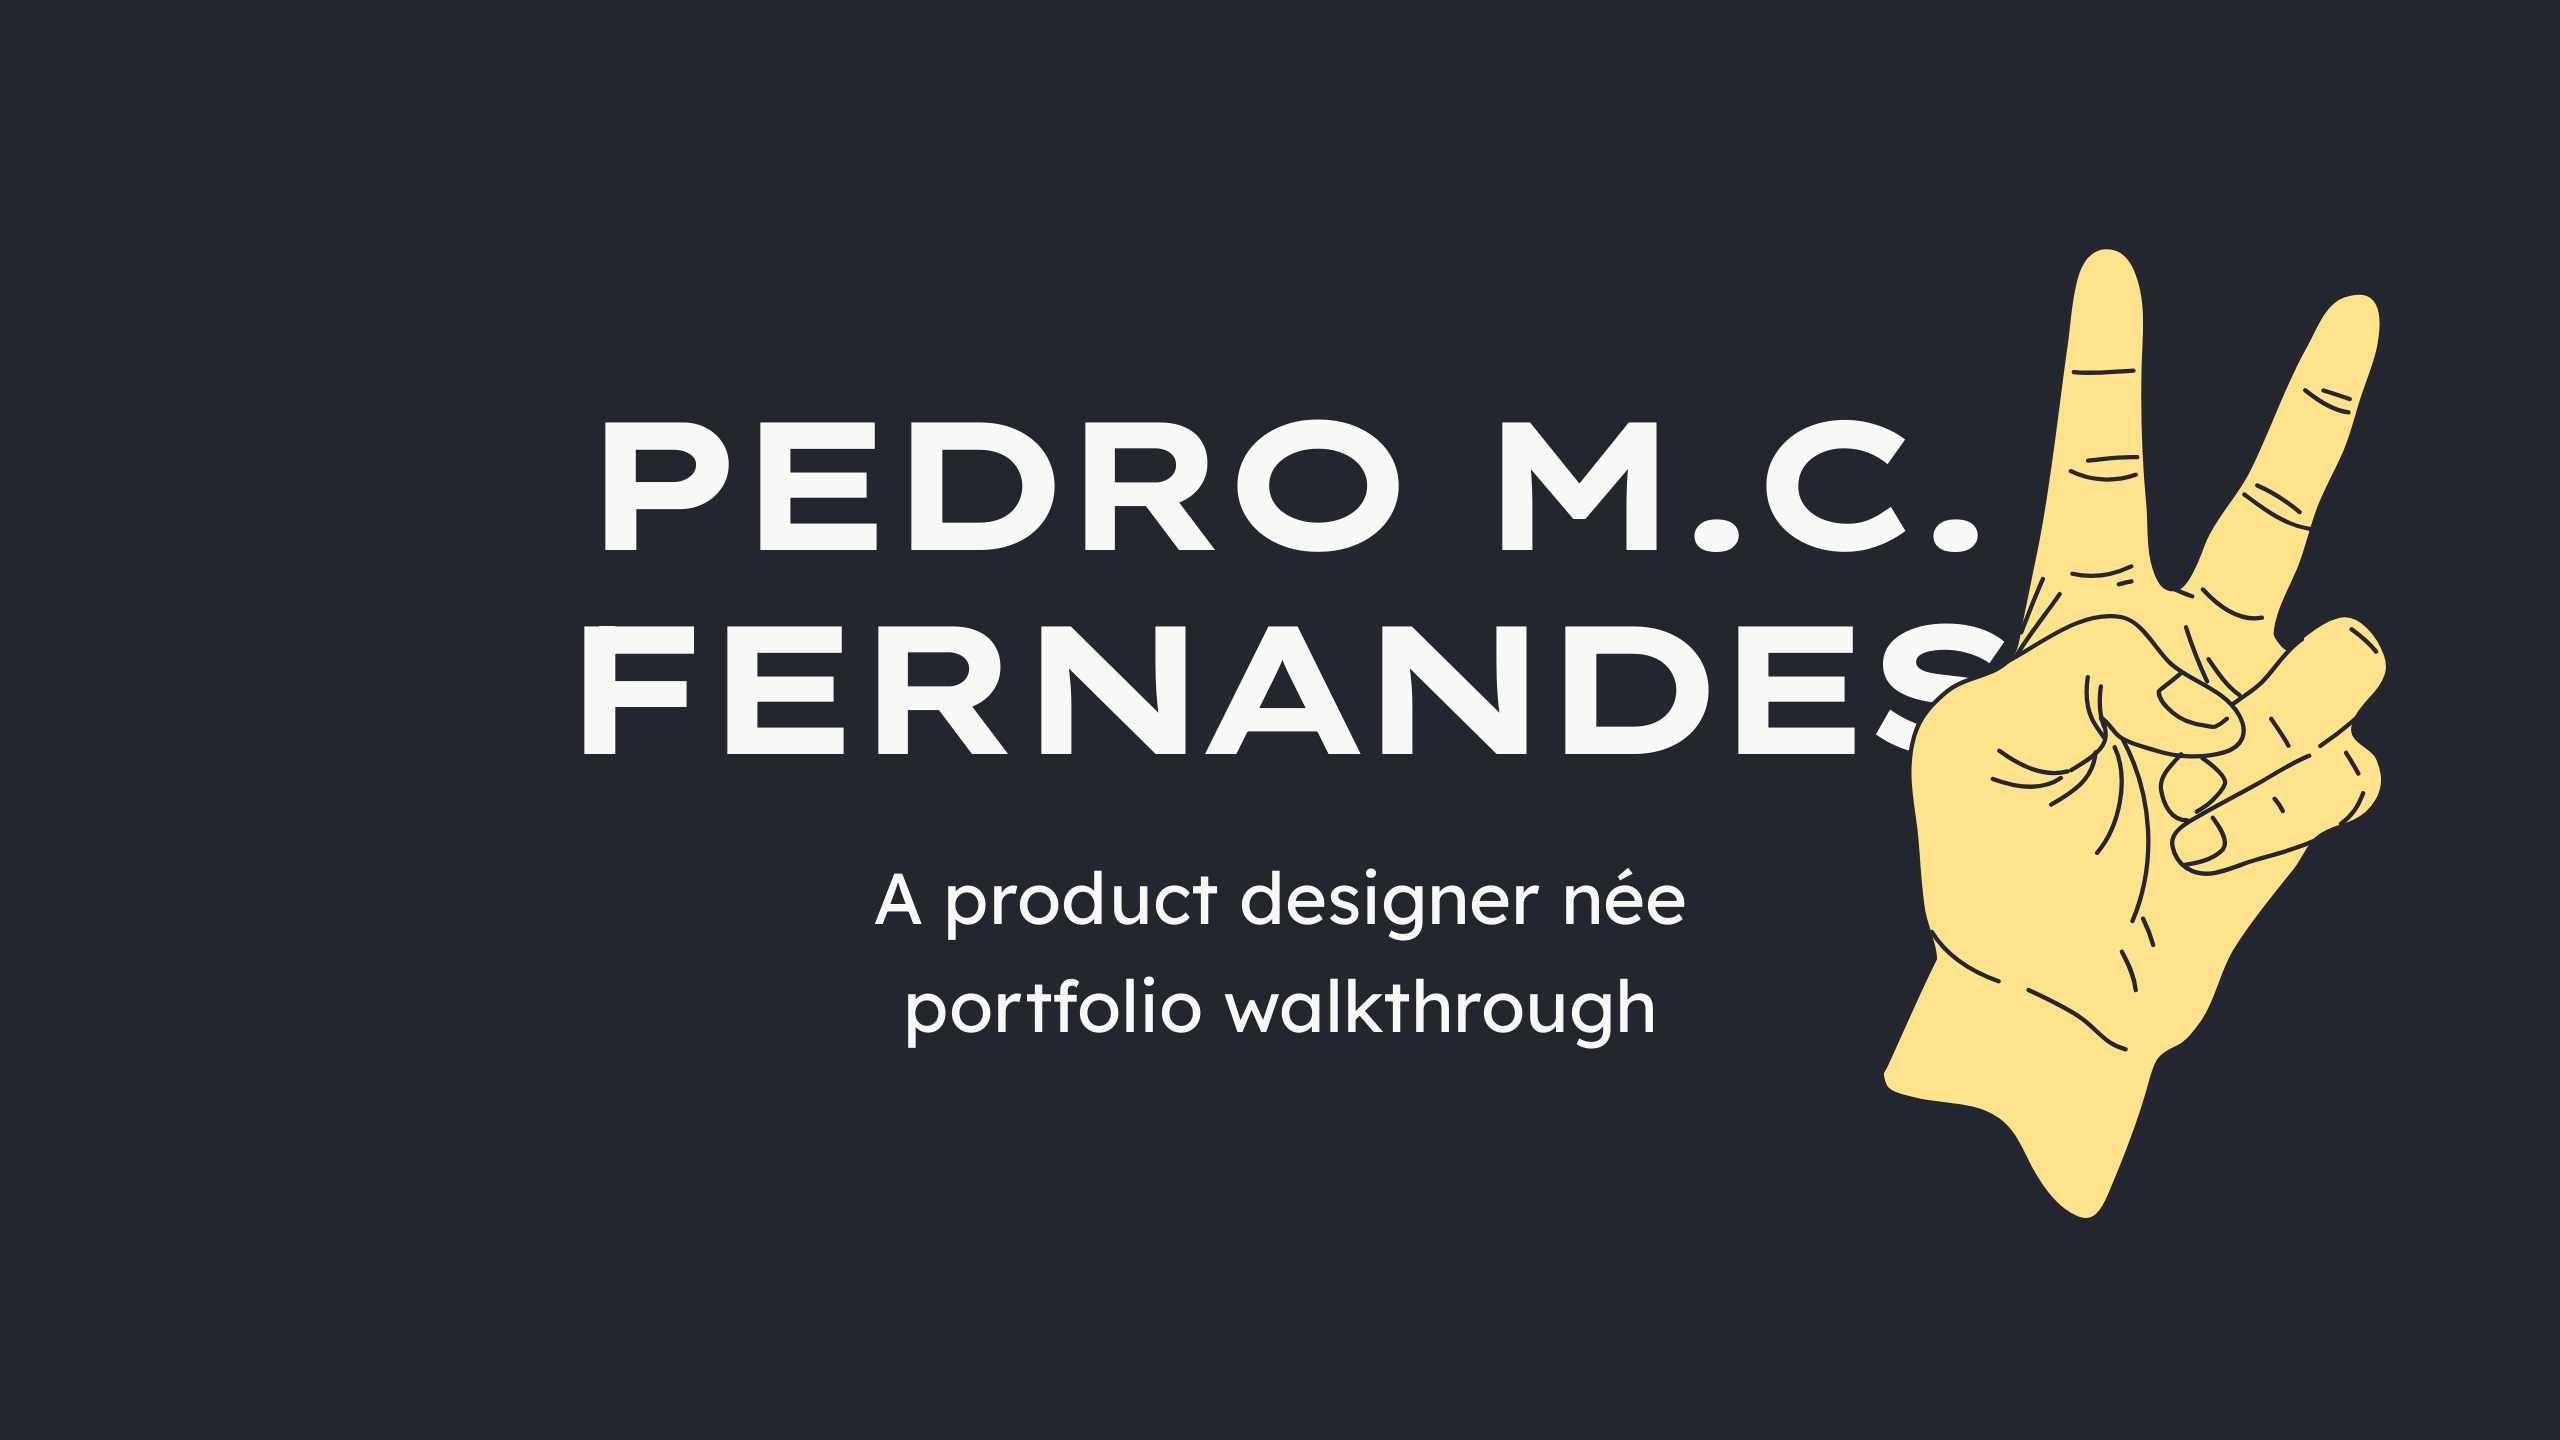 PEDRO M.C.
FERNANDES
A product designer née
portfolio walkthrough